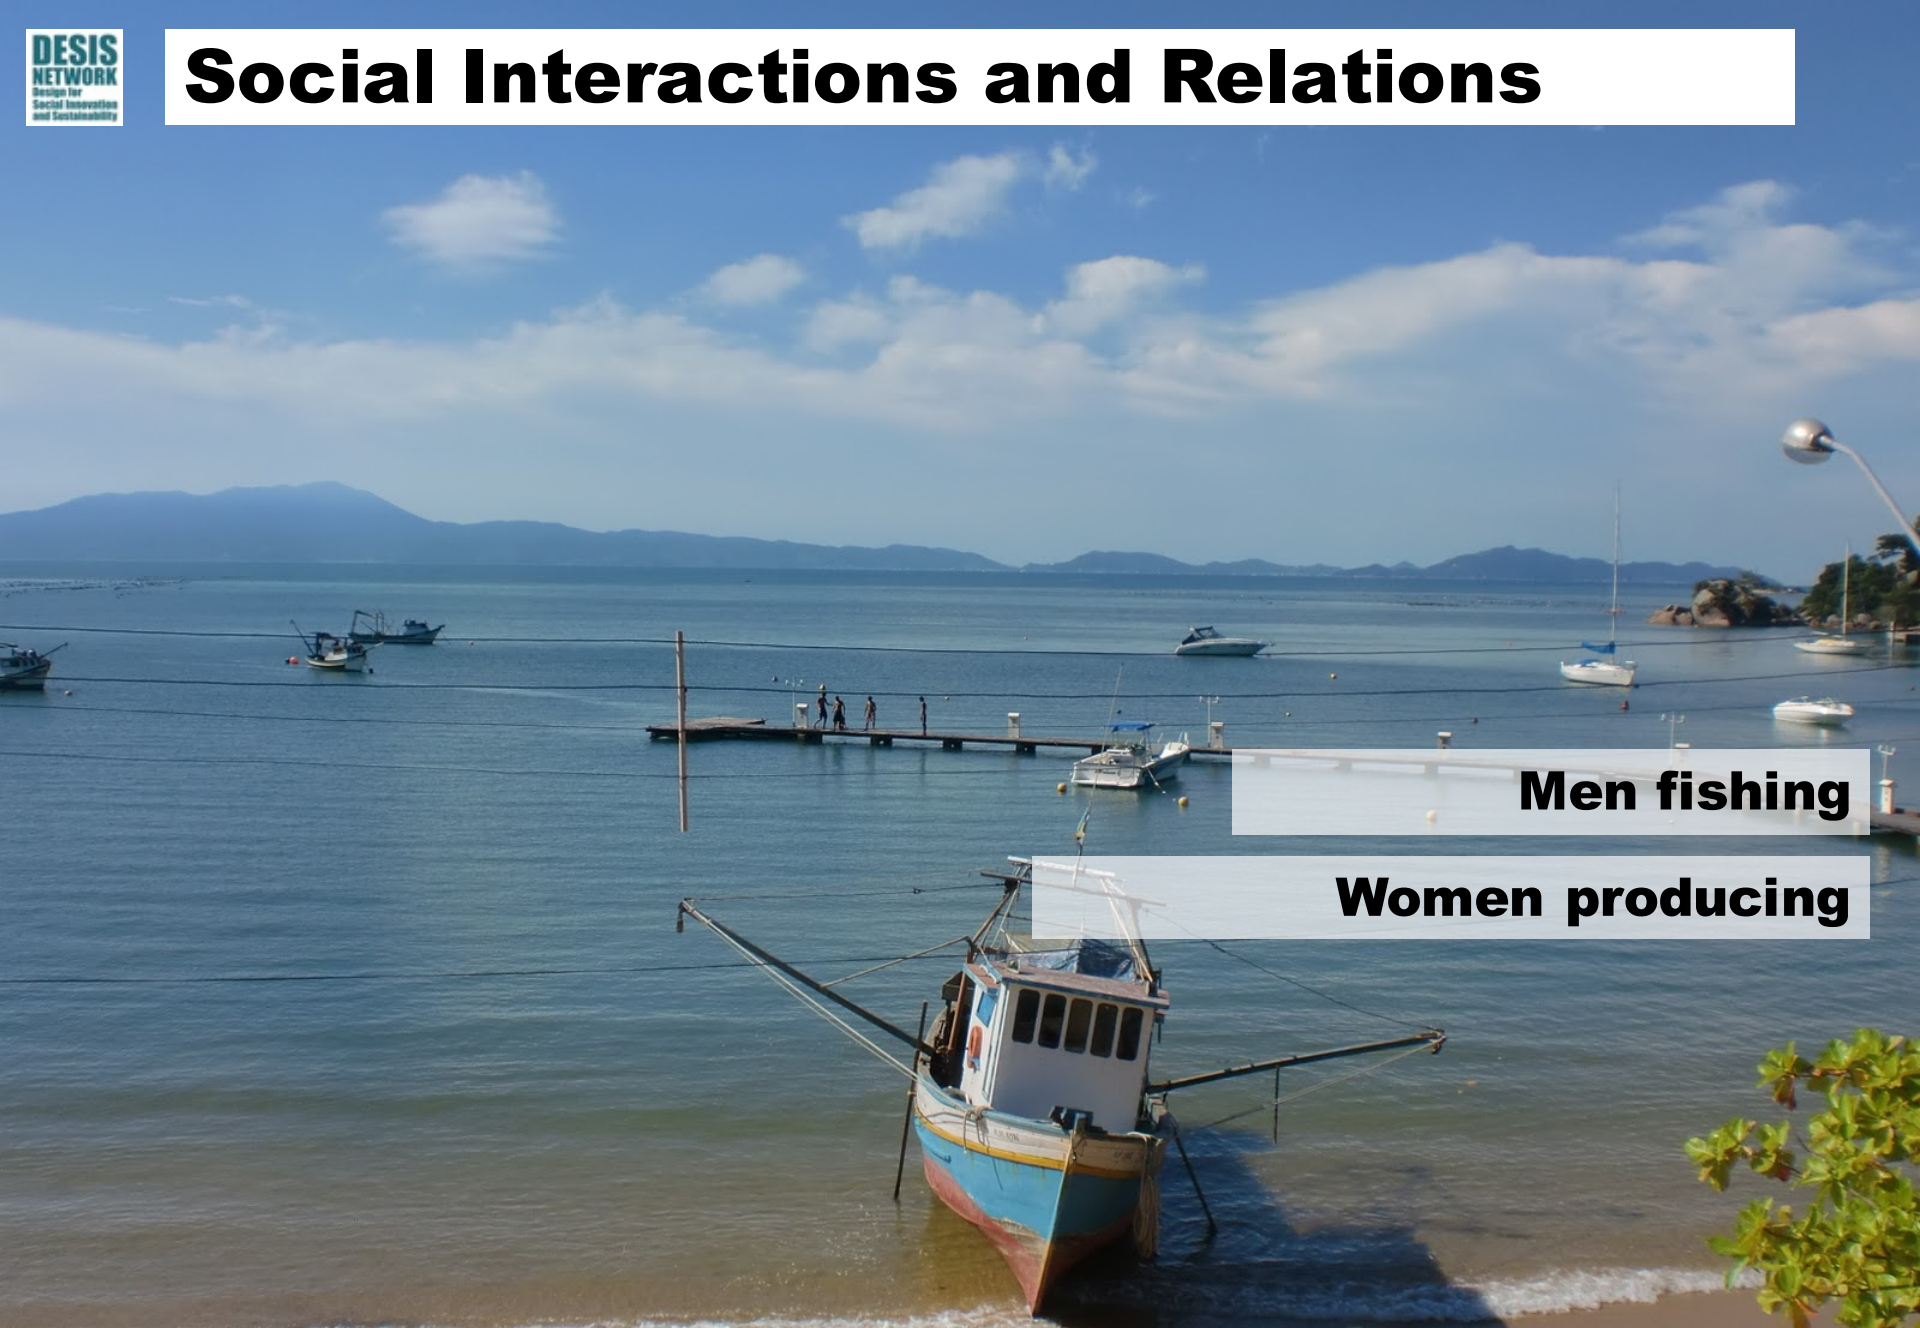 DESIS
NETWORK
Design for
Social Innovation
and Sustainability
Social Interactions and Relations
Men fishing
Women producing